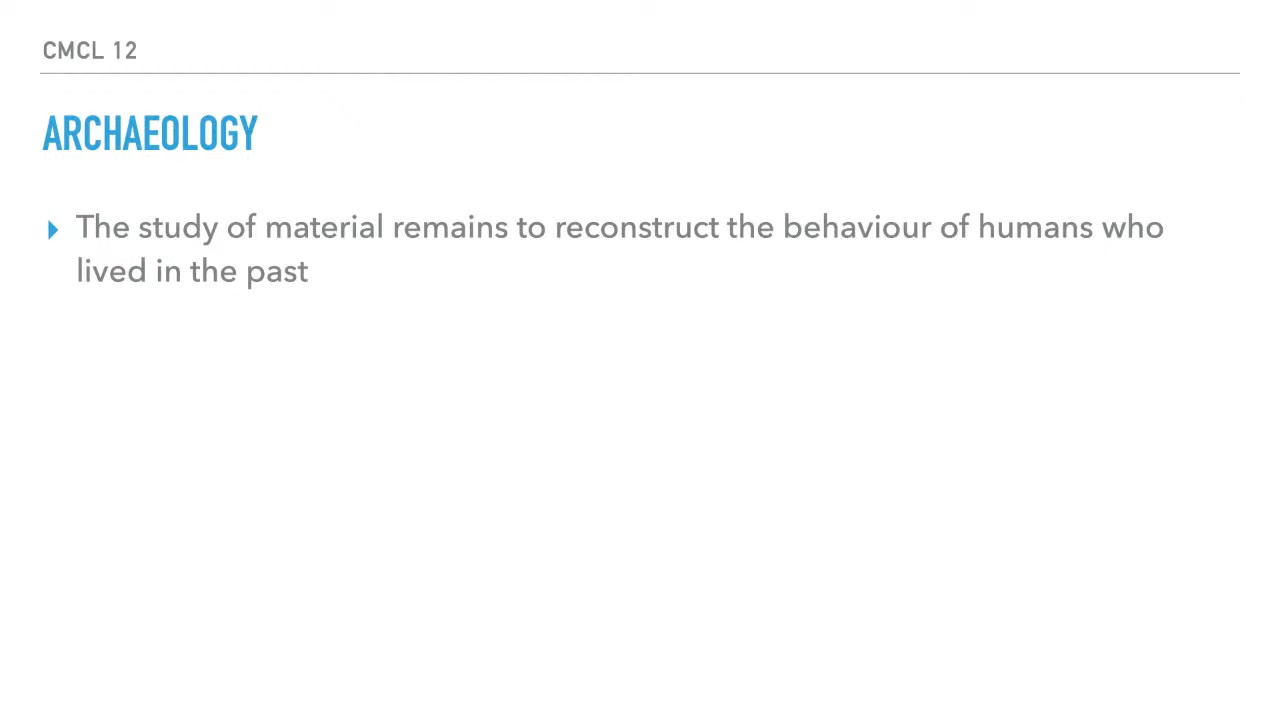 CMCL 12
ARCHAEOLOGY
The study of material remains to reconstruct the behaviour of humans who
lived in the past